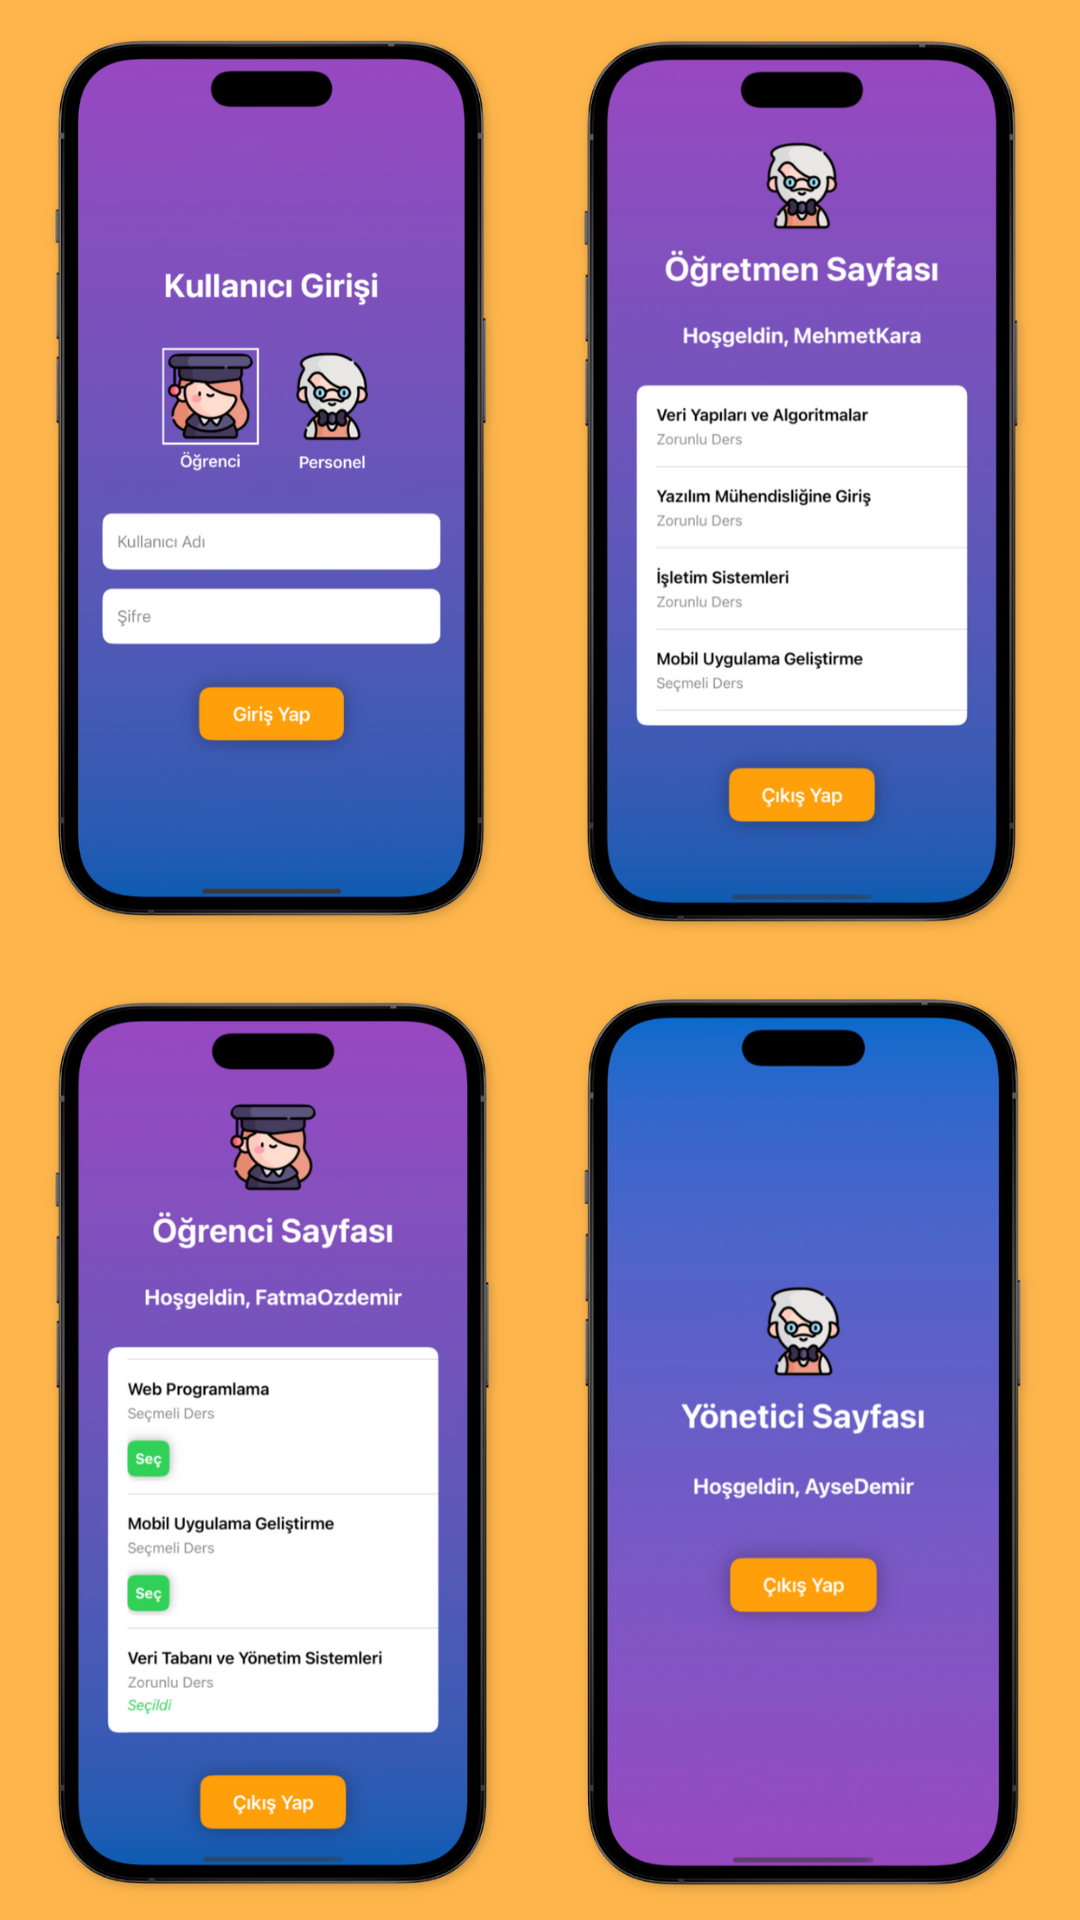 Kullanıcı Girişi
Öğrenci
Personel
Kullanıcı Adı
Şifre
Giriş Yap
Öğretmen Sayfası
Hoşgeldin, MehmetKara
Veri Yapıları ve Algoritmalar
Zorunlu Ders
Yazılım Mühendisliğine Giriş
Zorunlu Ders
İşletim Sistemleri
Zorunlu Ders
Mobil Uygulama Geliştirme
Seçmeli Ders
Çıkış Yap
Öğrenci Sayfası
Hoşgeldin, FatmaOzdemir
Web Programlama
Seçmeli Ders
Seç
Mobil Uygulama Geliştirme
Seçmeli Ders
Seç
Veri Tabanı ve Yönetim Sistemleri
Zorunlu Ders
Seçildi
Çıkış Yap
Yönetici Sayfası
Hoşgeldin, AyseDemir
Çıkış Yap